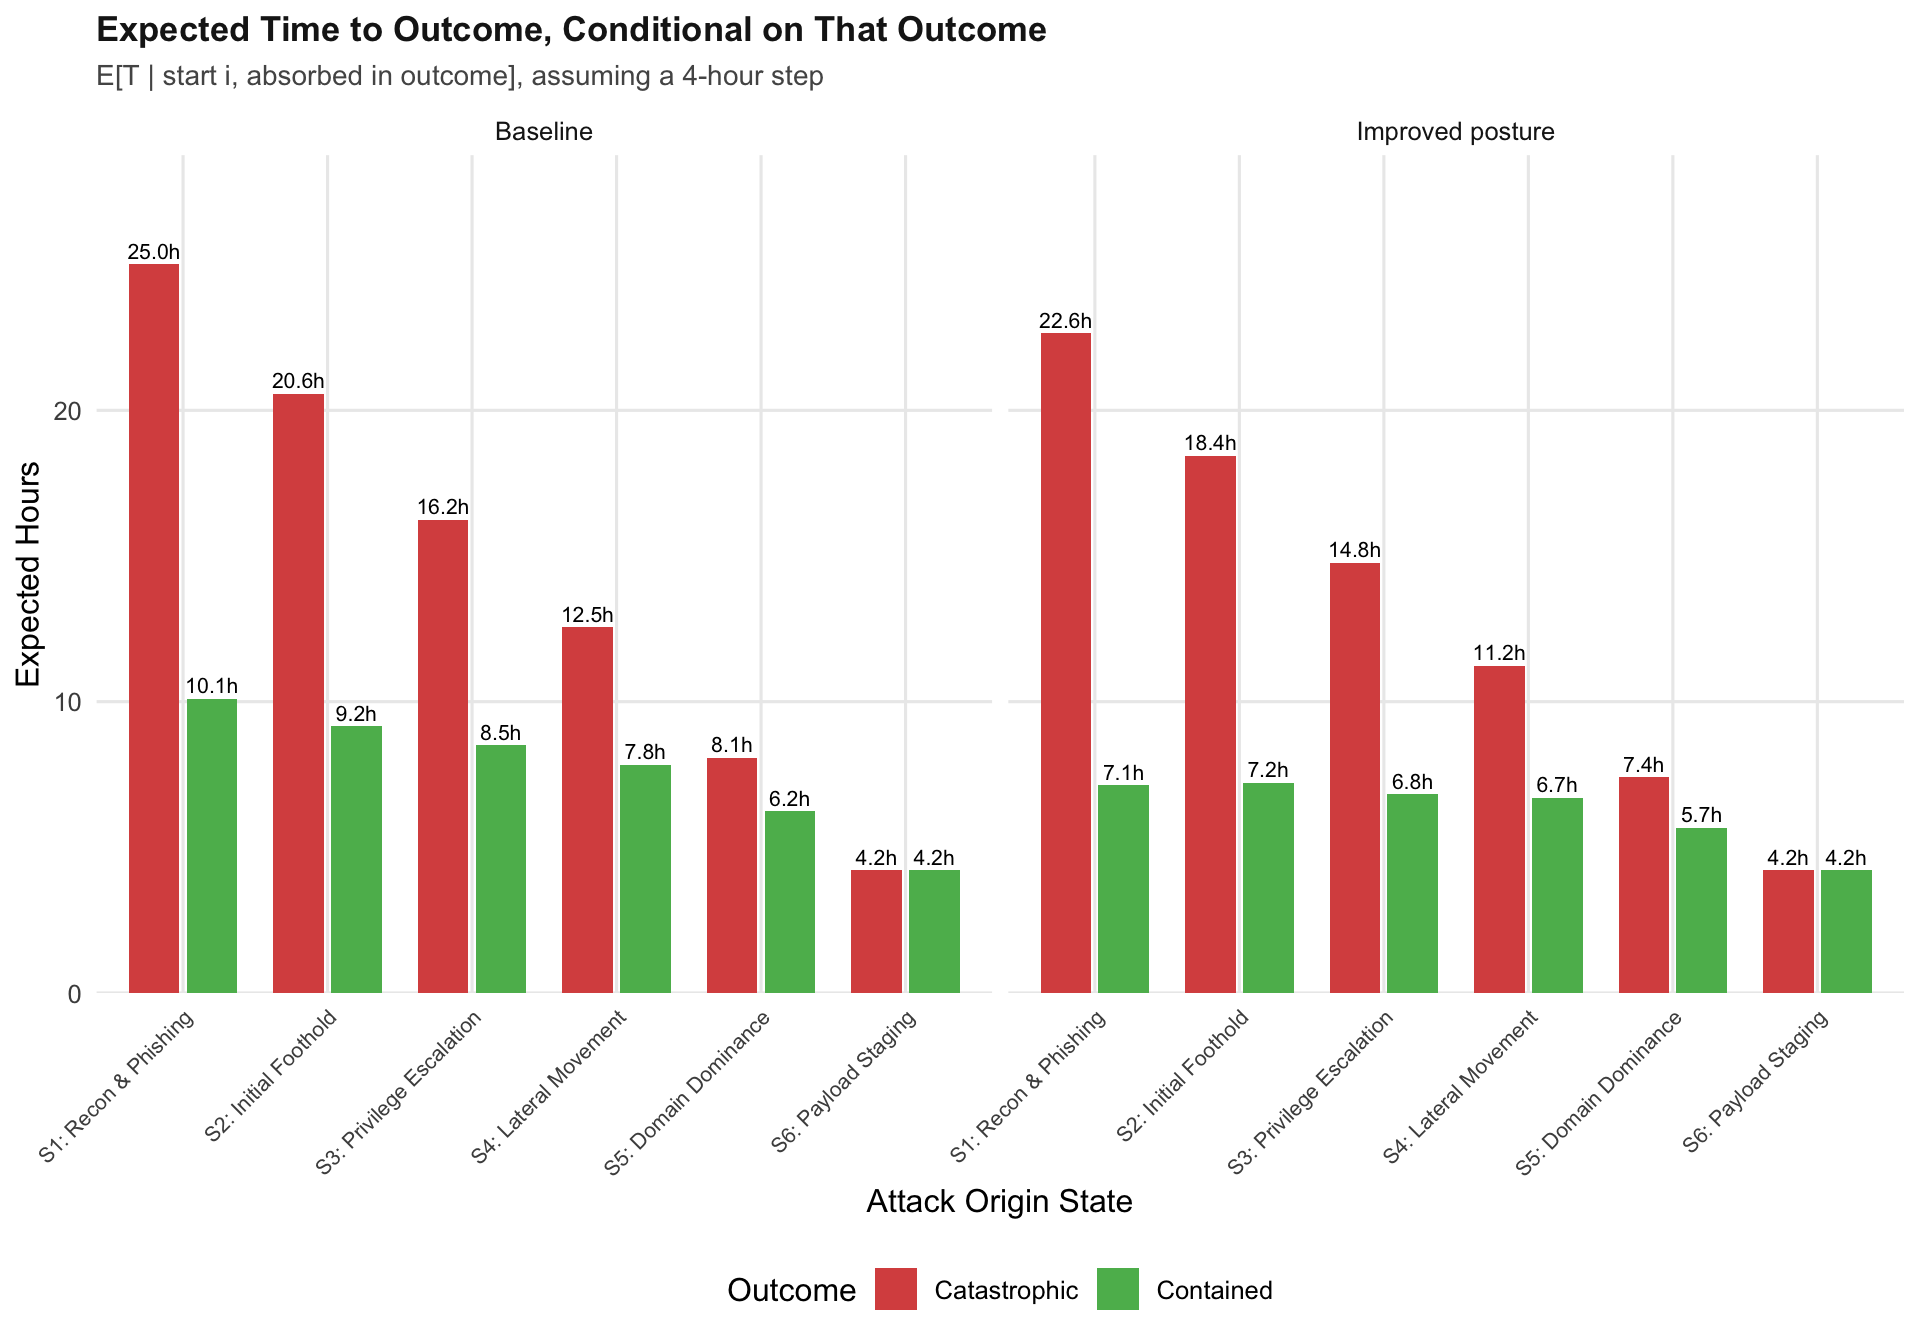 Expected Time to Outcome, Conditional on That Outcome
E[T | start i, absorbed in outcome], assuming a 4-hour step
Baseline
Improved posture
Expected Hours
20
10
0
25.0h
10.1h
20.6h
9.2h
16.2h
8.5h
12.5h
7.8h
8.1h
6.2h
4.2h
4.2h
22.6h
7.1h
18.4h
7.2h
14.8h
6.8h
11.2h
6.7h
7.4h
5.7h
4.2h
4.2h
S1: Recon & Phishing
S2: Initial Foothold
S3: Privilege Escalation
S4: Lateral Movement
S5: Domain Dominance
S6: Payload Staging
S1: Recon & Phishing
S2: Initial Foothold
S3: Privilege Escalation
S4: Lateral Movement
S5: Domain Dominance
S6: Payload Staging
Attack Origin State
Outcome
Catastrophic
Contained